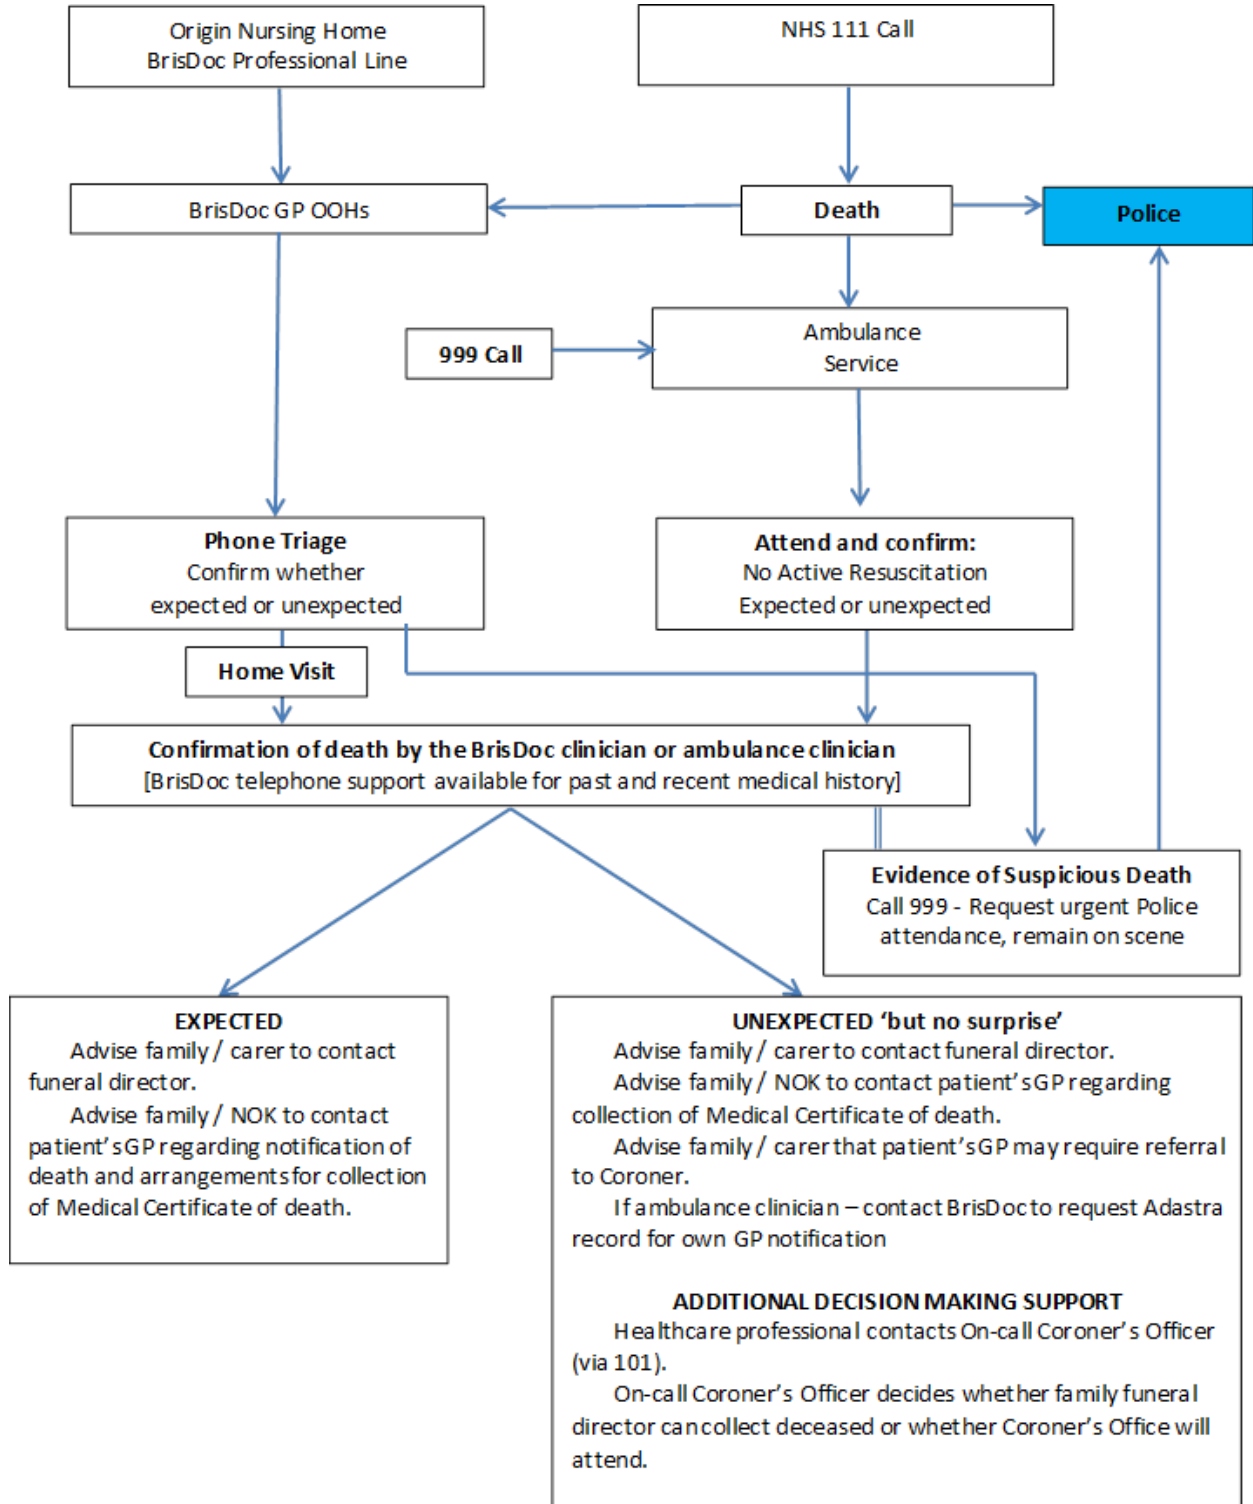 Origin Nursing Home
BrisDoc Professional Line
NHS 111 Call
BrisDoc GP OOHs
Death
Police
999 Call
Ambulance
Service
Phone Triage
Confirm whether
expected or unexpected
Attend and confirm:
No Active Resuscitation
Expected or unexpected
Home Visit
Confirmation of death by the BrisDoc clinician or ambulance clinician
[BrisDoc telephone support available for past and recent medical history]
Evidence of Suspicious Death
Call 999 - Request urgent Police
attendance, remain on scene
EXPECTED
Advise family / carer to contact
funeral director.
Advise family / NOK to contact
patient's GP regarding notification of
death and arrangements for collection
of Medical Certificate of death.
UNEXPECTED ‘but no surprise’
Advise family / carer to contact funeral director.
Advise family / NOK to contact patient's GP regarding
collection of Medical Certificate of death.
Advise family / carer that patient's GP may require referral
to Coroner.
If ambulance clinician – contact BrisDoc to request Adastra
record for own GP notification
ADDITIONAL DECISION MAKING SUPPORT
Healthcare professional contacts On-call Coroner's Officer
(via 101).
On-call Coroner's Officer decides whether family funeral
director can collect deceased or whether Coroner's Office will
attend.